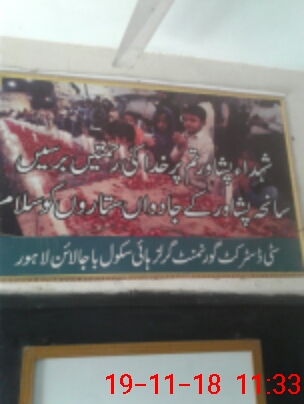 شہداء پشاور تم پر خدا کی رحمتیں برسیں
سانحہ پشاور کے جاوداں ستاروں کو سلام
سٹی ڈسٹرکٹ گورنمنٹ گرلز ہائی سکول باجا لائن لاہور
19-11-18 11:33